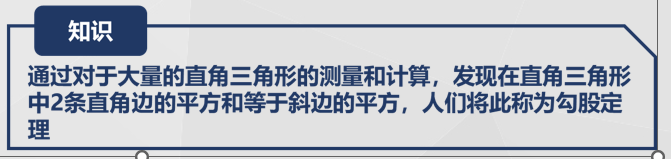 知识
通过对于大量的直角三角形的测量和计算，发现在直角三角形
中2条直角边的平方和等于斜边的平方，人们将此称为勾股定
理